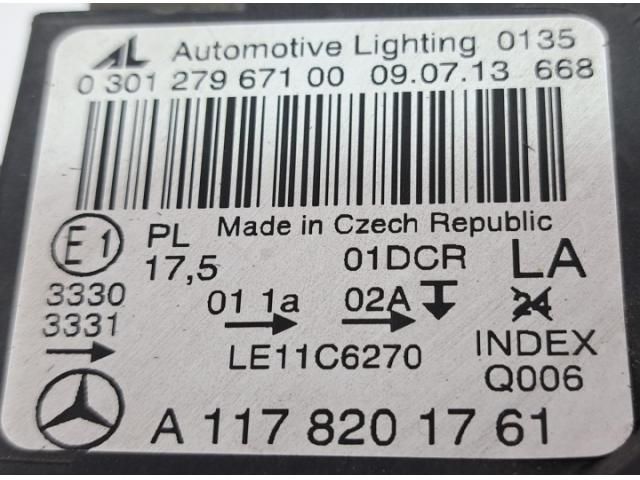 AL Automotive Lighting 0135
0 301 279 671 00 09.07.13 668
Made in Czech Republic
E1 PL 17,5 01DCR LA
3330 01 1a 02A 24
3331
LE11C6270 INDEX
Q006
A 117 820 17 61